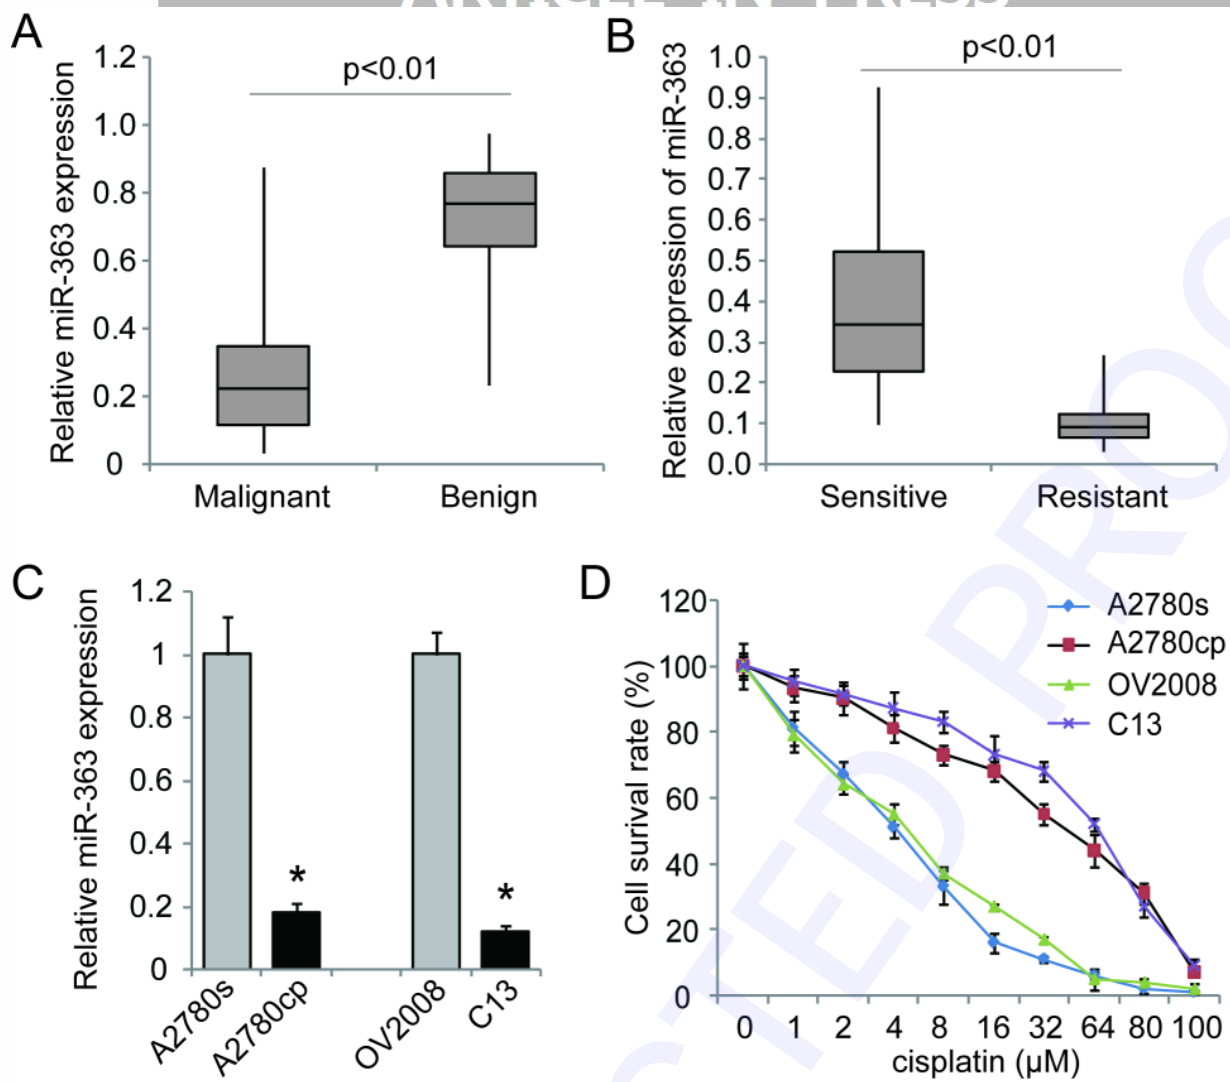 ARTICLE IN PRESS
A
Relative miR-363 expression
p<0.01
1.2
1.0
0.8
0.6
0.4
0.2
0
Malignant Benign
B
Relative expression of miR-363
p<0.01
1.0
0.9
0.8
0.7
0.6
0.5
0.4
0.3
0.2
0.1
0.0
Sensitive Resistant
C
Relative miR-363 expression
1.2
1
0.8
0.6
0.4
0.2
0
*
*
A2780s A2780cp OV2008 C13
D
Cell surival rate (%)
120
100
80
60
40
20
0
A2780s
A2780cp
OV2008
C13
0 1 2 4 8 16 32 64 80 100
cisplatin (µM)